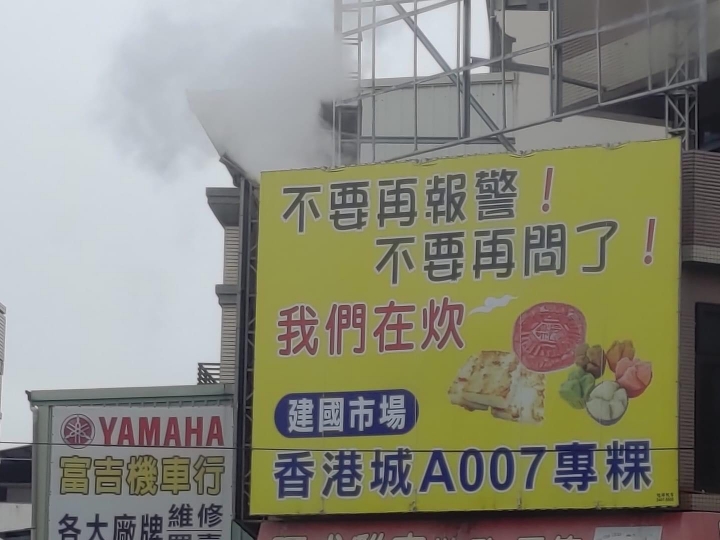 不要再報警！
不要再問了！
我們在炊
建國市場
香港城A007專粿
YAMAHA
富吉機車行
各大廠牌
維修